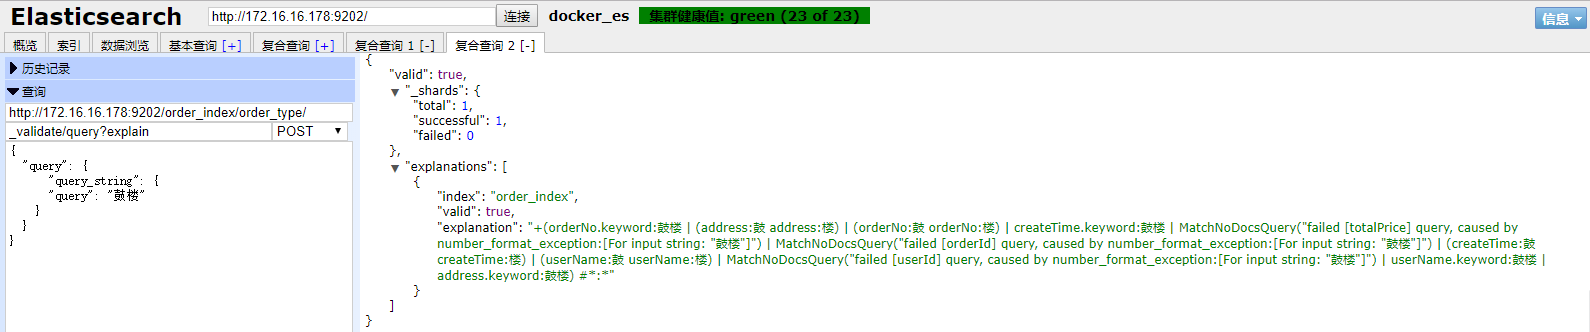 Elasticsearch http://172.16.16.178:9202/ 连接 docker_es 集群健康值: green (23 of 23) 信息
概览 索引 数据浏览 基本查询 [+] 复合查询 [+] 复合查询 1 [-] 复合查询 2 [-]
历史记录
查询
http://172.16.16.178:9202/order_index/order_type/
_validate/query?explain POST
{
"query": {
"query_string": {
"query": "鼓楼"
}
}
}
{
"valid": true,
"_shards": {
"total": 1,
"successful": 1,
"failed": 0
},
"explanations": [
{
"index": "order_index",
"valid": true,
"explanation": "+(orderNo.keyword:鼓楼 | (address:鼓 address:楼) | (orderNo:鼓 orderNo:楼) | createTime.keyword:鼓楼 | MatchNoDocsQuery("failed [totalPrice] query, caused by
number_format_exception:[For input string: "鼓楼"]") | MatchNoDocsQuery("failed [orderId] query, caused by number_format_exception:[For input string: "鼓楼"]") | (createTime:鼓
createTime:楼) | (userName:鼓 userName:楼) | MatchNoDocsQuery("failed [userId] query, caused by number_format_exception:[For input string: "鼓楼"]") | userName.keyword:鼓楼 |
address.keyword:鼓楼) #*:*"
}
]
}